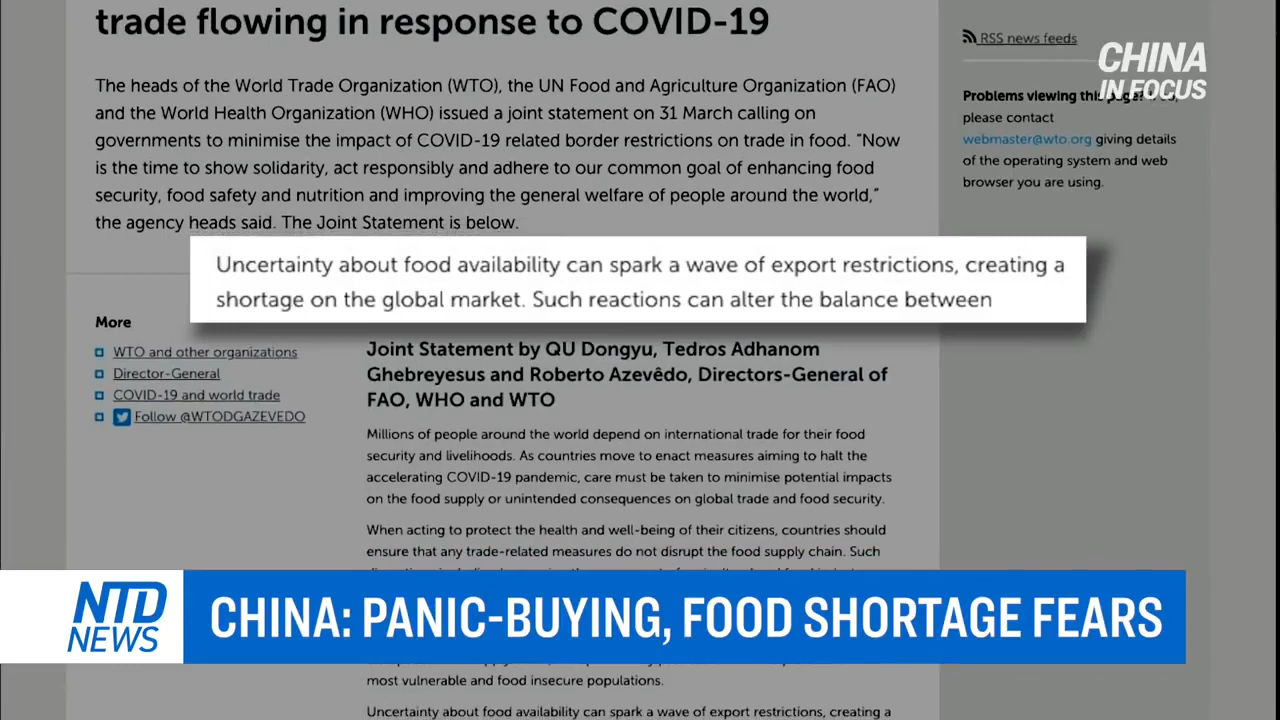 trade flowing in response to COVID-19
The heads of the World Trade Organization (WTO), the UN Food and Agriculture Organization (FAO)
and the World Health Organization (WHO) issued a joint statement on 31 March calling on
governments to minimise the impact of COVID-19 related border restrictions on trade in food. “Now
is the time to show solidarity, act responsibly and adhere to our common goal of enhancing food
security, food safety and nutrition and improving the general welfare of people around the world,”
the agency heads said. The Joint Statement is below.
RSS news feeds
CHINA
IN FOCUS
Problems viewing this page?
please contact
webmaster@wto.org giving details
of the operating system and web
browser you are using.
Uncertainty about food availability can spark a wave of export restrictions, creating a
shortage on the global market. Such reactions can alter the balance between
More
WTO and other organizations
Director-General
COVID-19 and world trade
Follow @WTODGAZEVEDO
Joint Statement by QU Dongyu, Tedros Adhanom
Ghebreyesus and Roberto Azevêdo, Directors-General of
FAO, WHO and WTO
Millions of people around the world depend on international trade for their food
security and livelihoods. As countries move to enact measures aiming to halt the
accelerating COVID-19 pandemic, care must be taken to minimise potential impacts
on the food supply or unintended consequences on global trade and food security.
When acting to protect the health and well-being of their citizens, countries should
ensure that any trade-related measures do not disrupt the food supply chain. Such
NTD
NEWS
CHINA: PANIC-BUYING, FOOD SHORTAGE FEARS
most vulnerable and food insecure populations.
Uncertainty about food availability can spark a wave of export restrictions, creating a